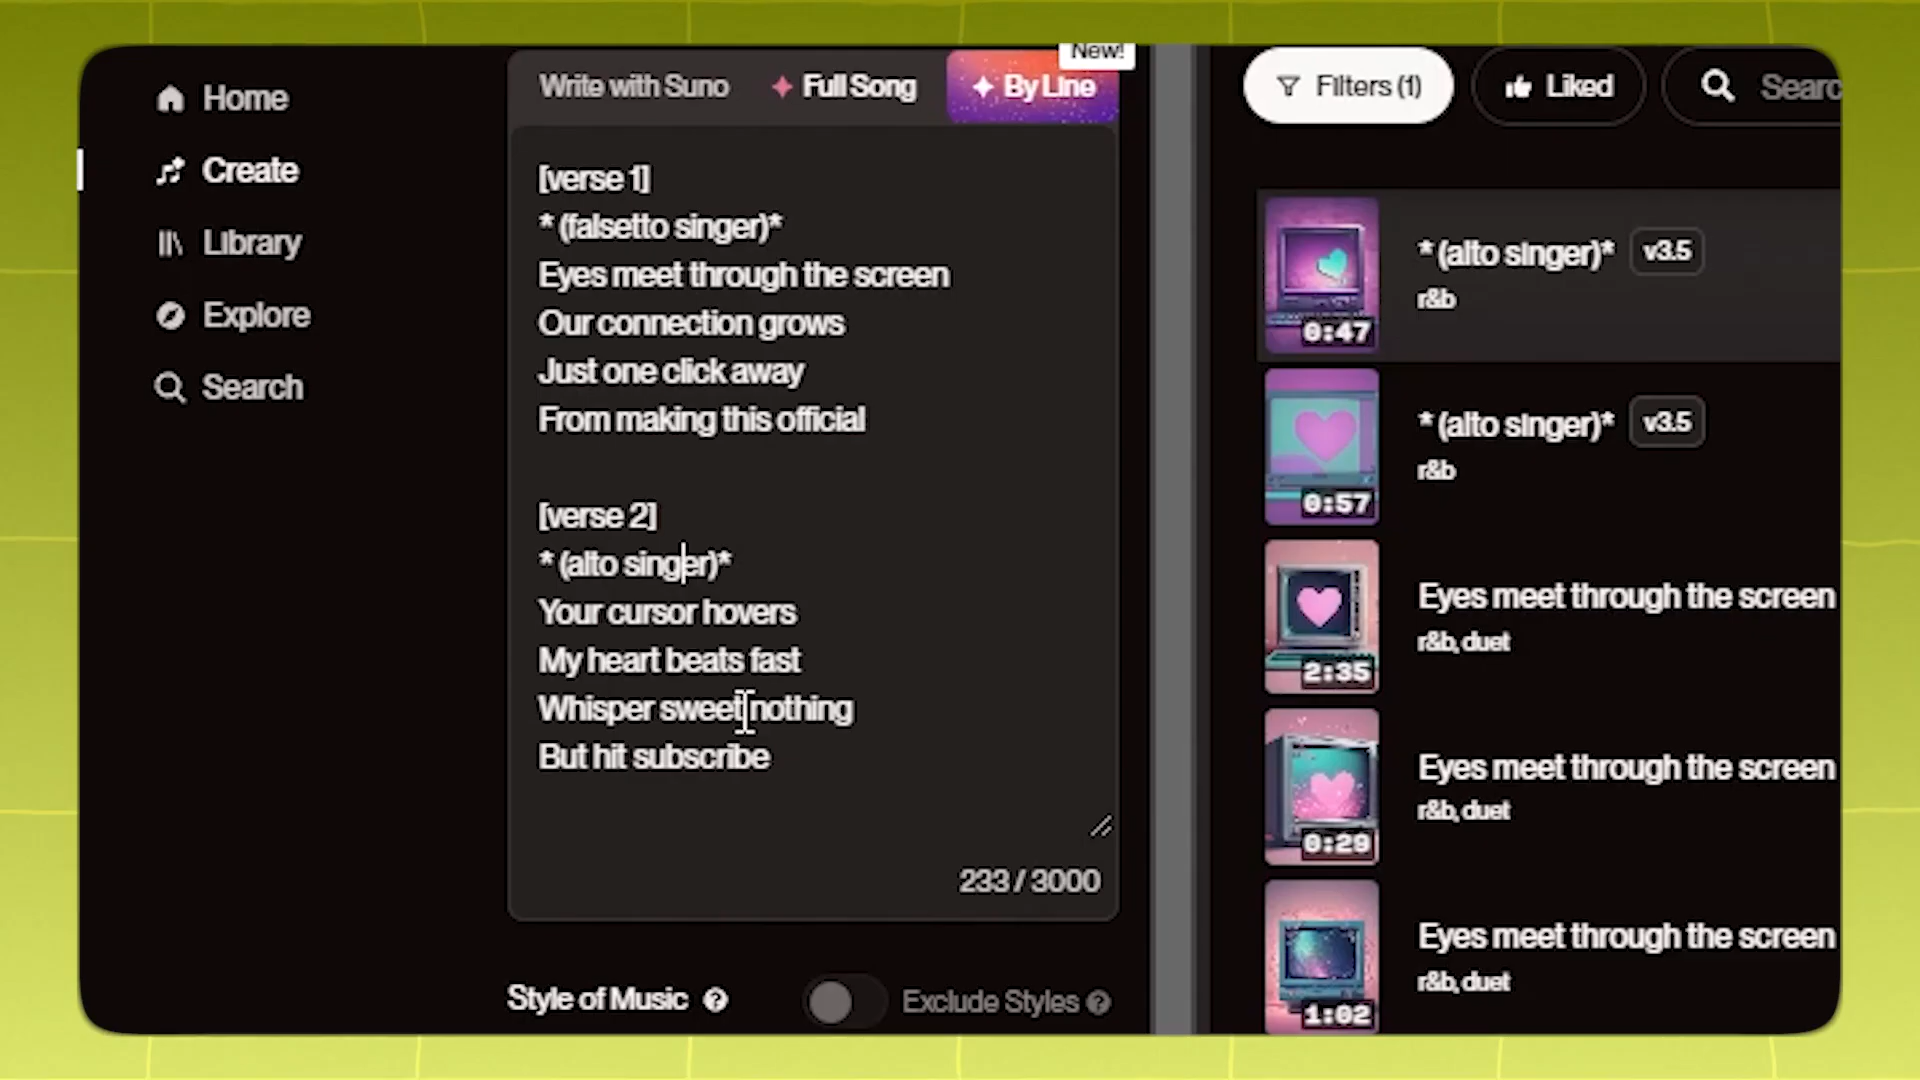 New!
Home
Create
Library
Explore
Search
Write with Suno
Full Song
By Line
[verse 1]
* (falsetto singer)*
Eyes meet through the screen
Our connection grows
Just one click away
From making this official
[verse 2]
* (alto singer)*
Your cursor hovers
My heart beats fast
Whisper sweet nothing
But hit subscribe
233 / 3000
Style of Music
Exclude Styles
Filters (1)
Liked
Searc
* (alto singer)* v3.5
r&b
0:47
* (alto singer)* v3.5
r&b
0:57
Eyes meet through the screen
r&b, duet
2:35
Eyes meet through the screen
r&b, duet
0:29
Eyes meet through the screen
r&b, duet
1:02